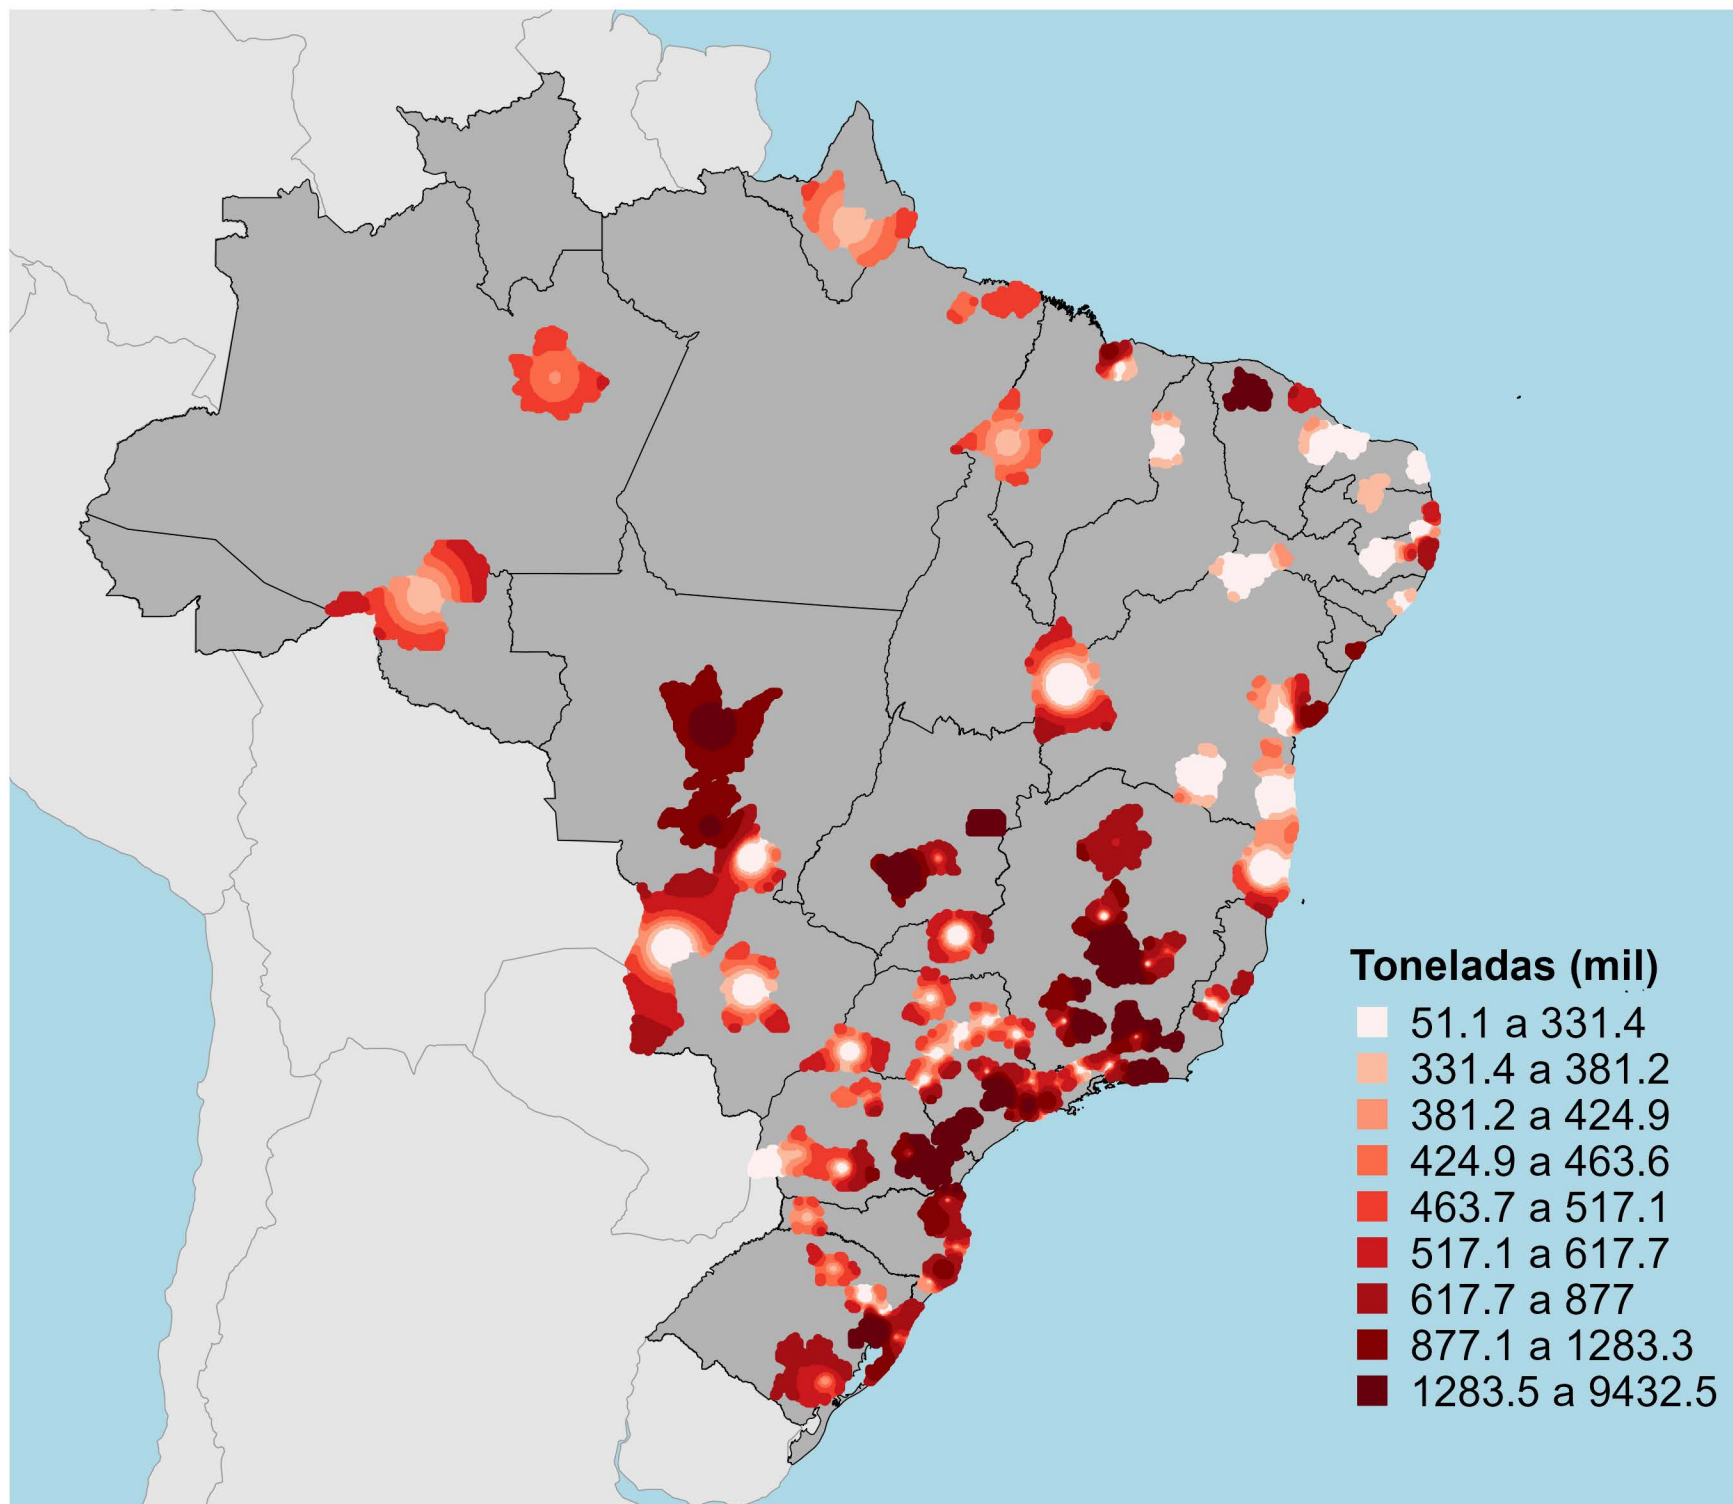 Toneladas (mil)
51.1 a 331.4
331.4 a 381.2
381.2 a 424.9
424.9 a 463.6
463.7 a 517.1
517.1 a 617.7
617.7 a 877
877.1 a 1283.3
1283.5 a 9432.5